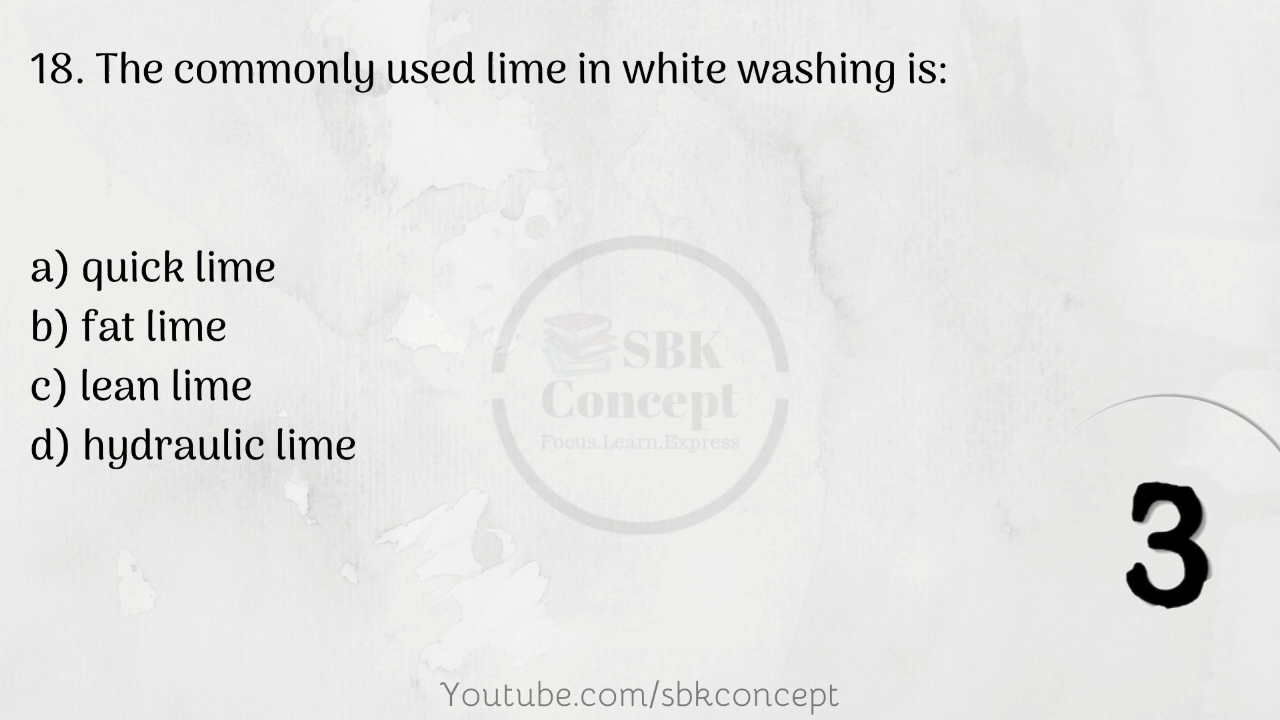 18. The commonly used lime in white washing is:
a) quick lime
b) fat lime
c) lean lime
d) hydraulic lime
SBK
Concept
Focus.Learn.Express
3
Youtube.com/sbkconcept